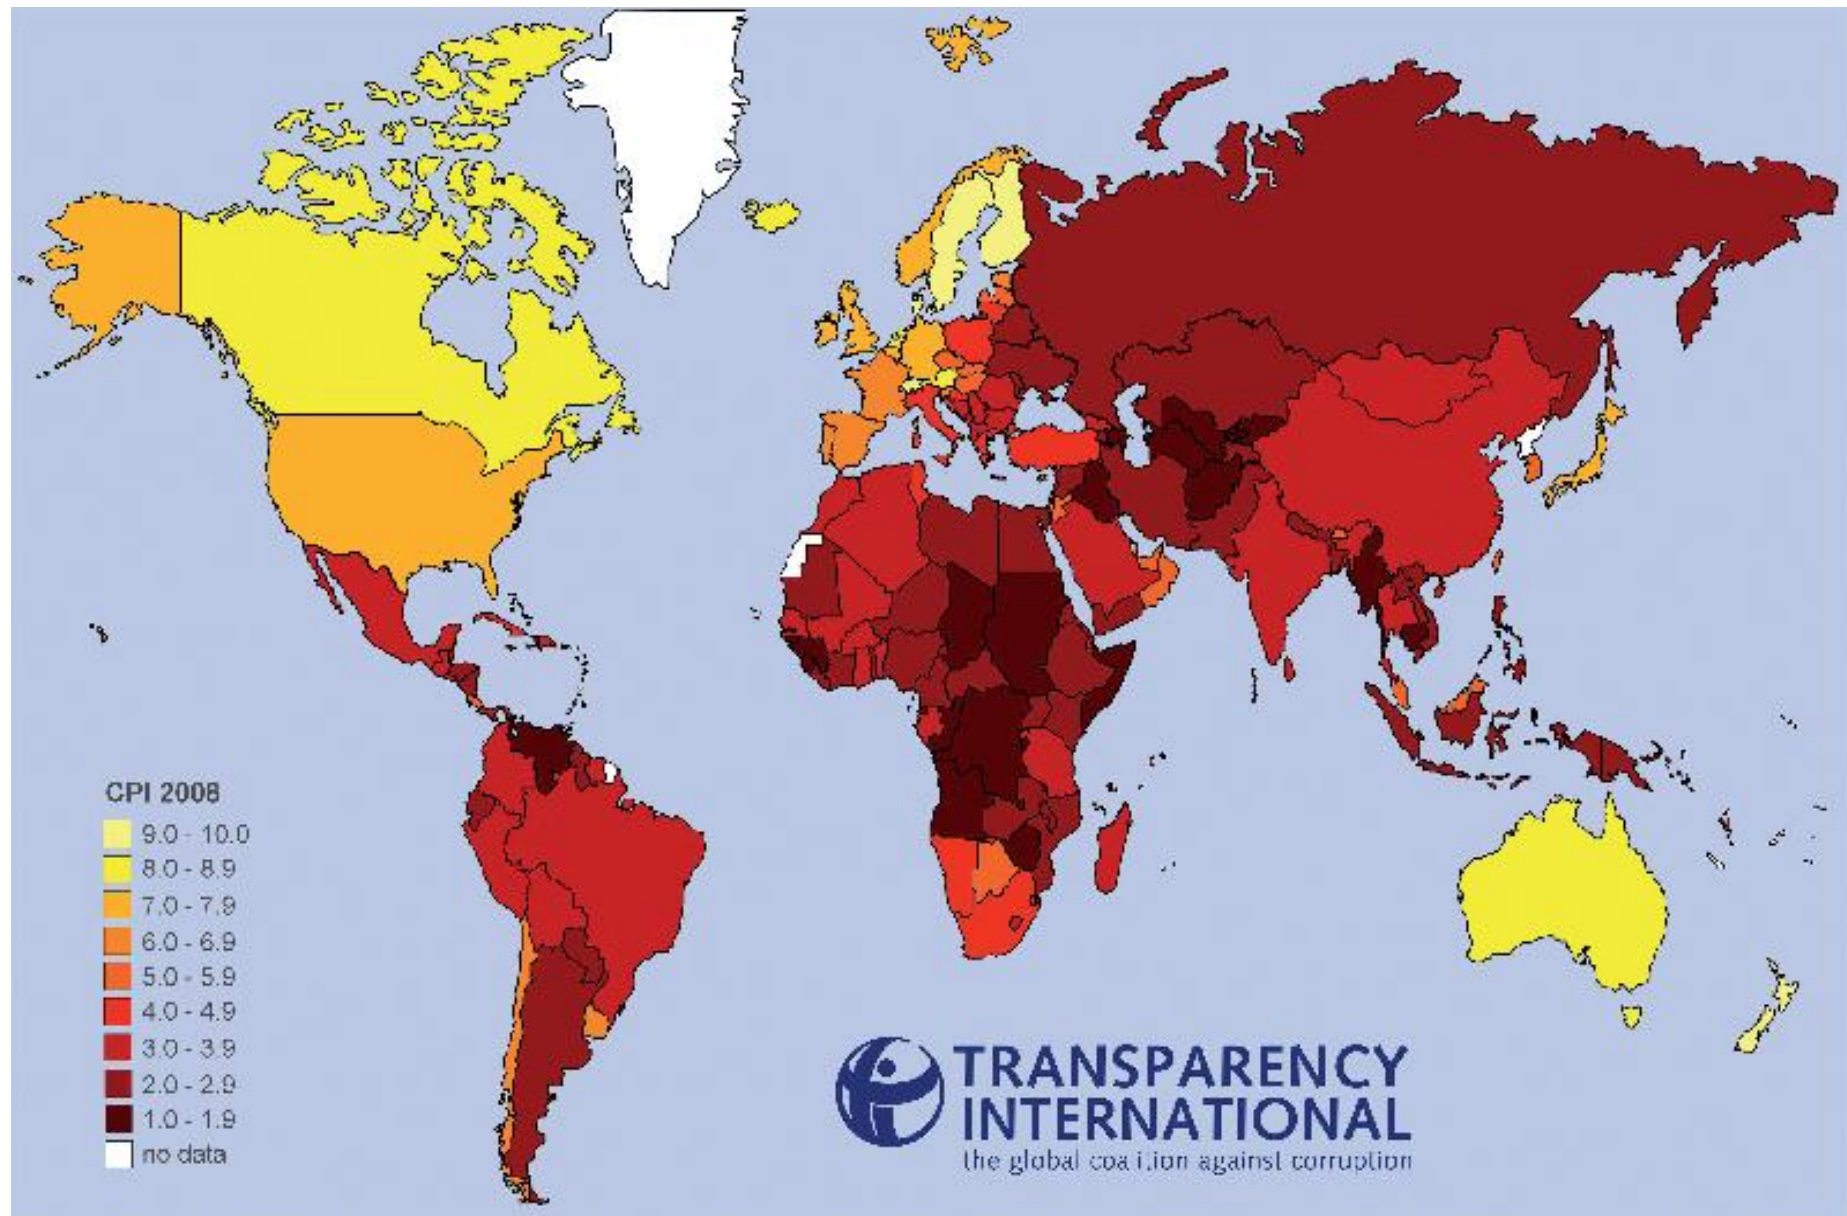 CPI 2008
9.0 - 10.0
8.0 - 8.9
7.0 - 7.9
6.0 - 6.9
5.0 - 5.9
4.0 - 4.9
3.0 - 3.9
2.0 - 2.9
1.0 - 1.9
no data
TRANSPARENCY
INTERNATIONAL
the global coalition against corruption